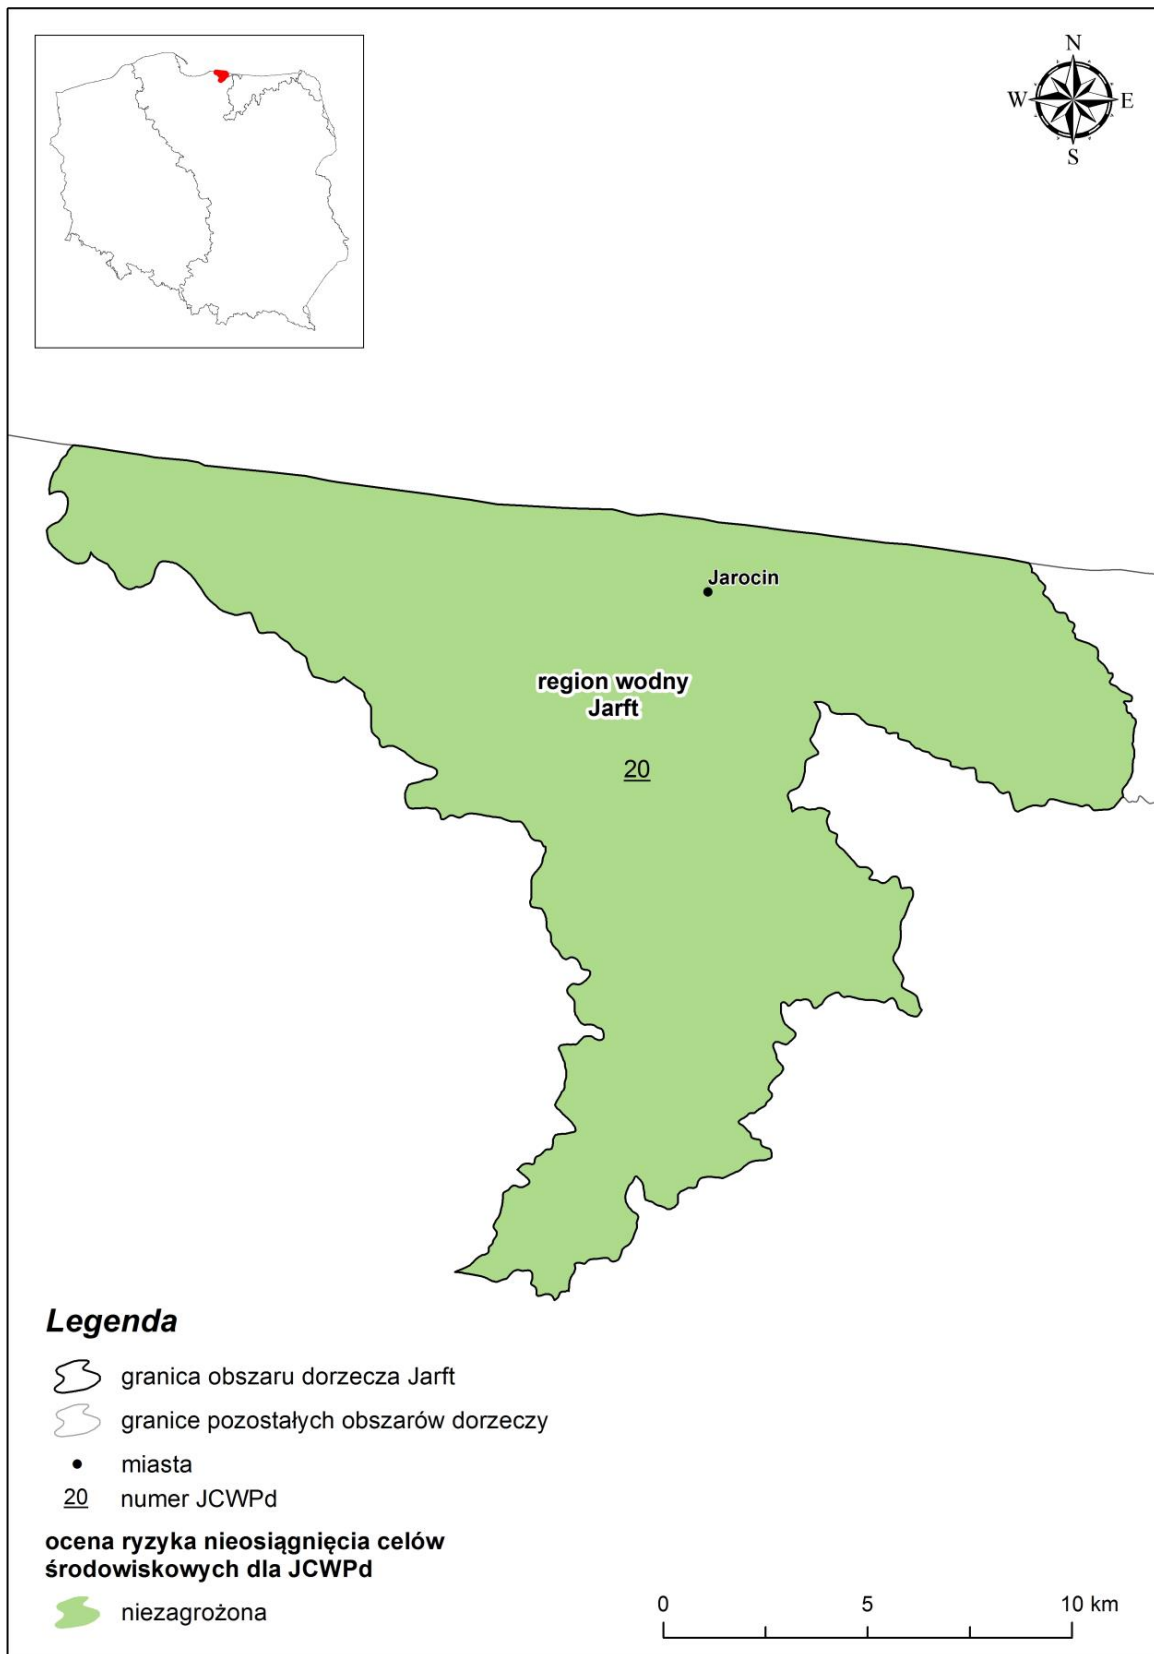 N
W E
S
Jarocin
region wodny
Jarft
20
Legenda
granica obszaru dorzecza Jarft
granice pozostałych obszarów dorzeczy
miasta
20 numer JCWPd
ocena ryzyka nieosiągnięcia celów
środowiskowych dla JCWPd
niezagrożona
0 5 10 km